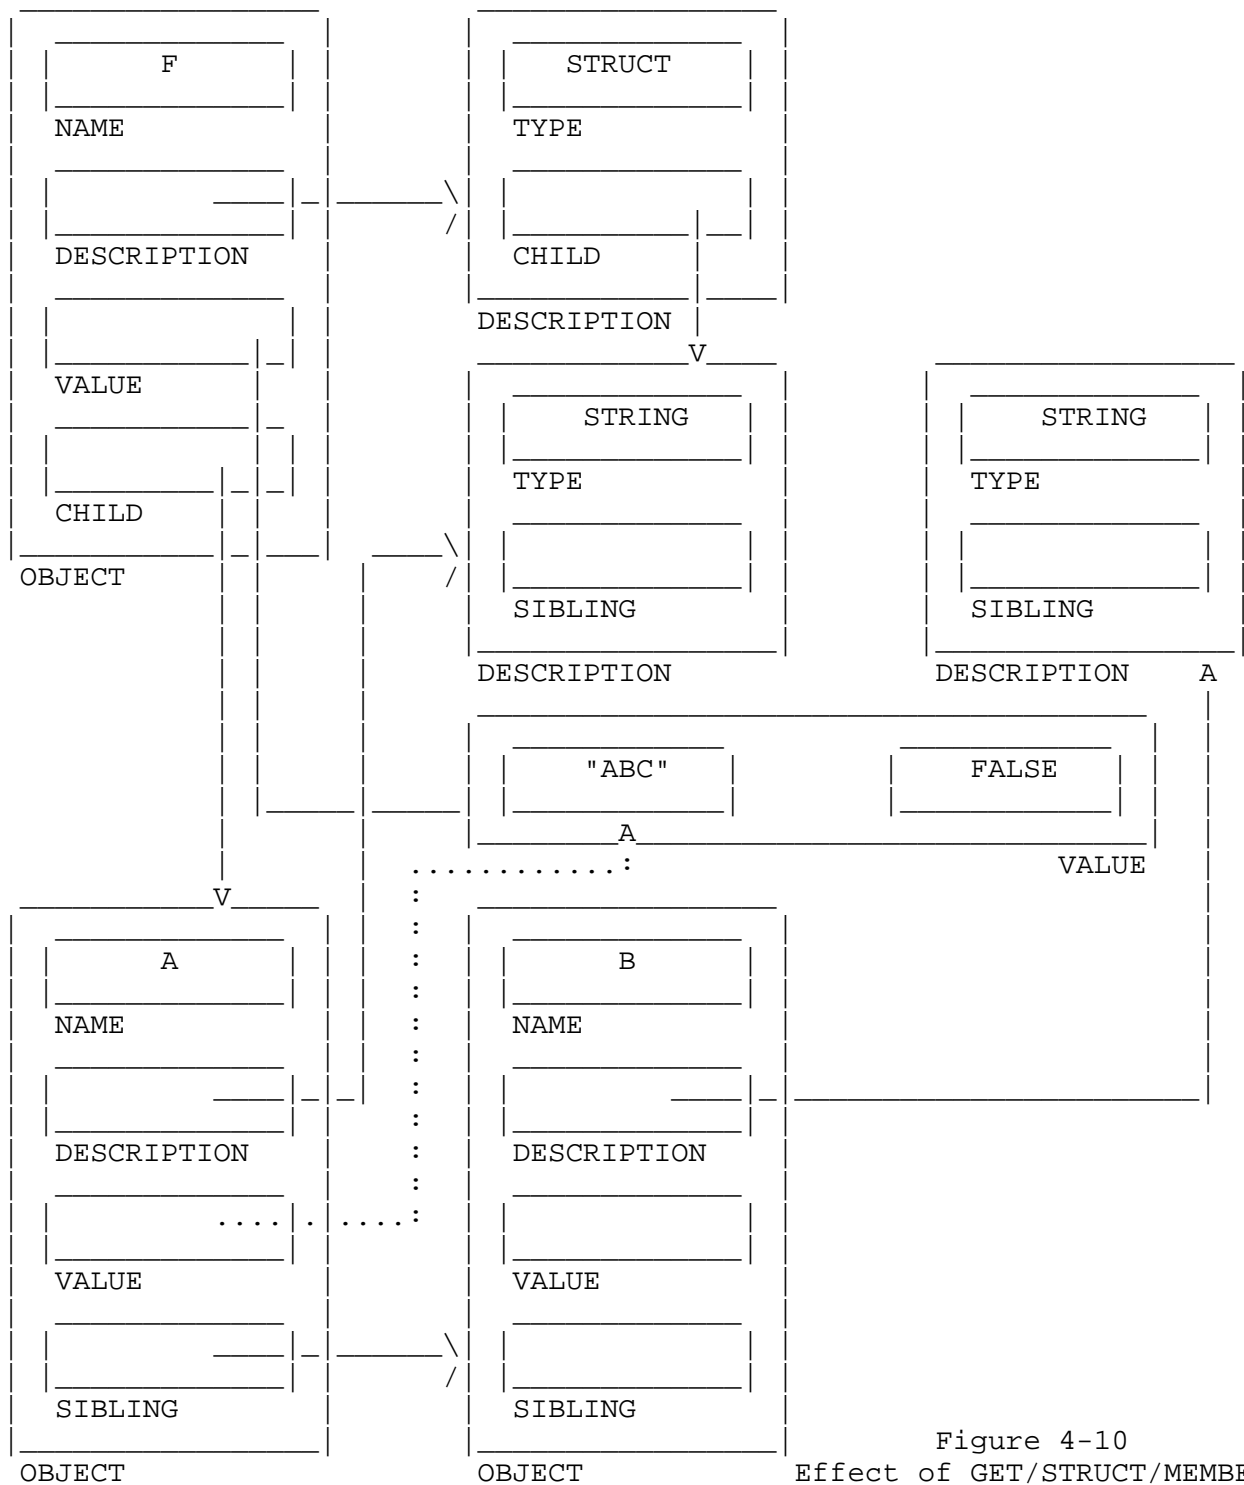 F STRUCT
NAME TYPE
DESCRIPTION CHILD
DESCRIPTION
V
VALUE
STRING STRING
TYPE TYPE
CHILD
OBJECT
SIBLING SIBLING
DESCRIPTION DESCRIPTION A
"ABC" FALSE
A
VALUE
V
A B
NAME NAME
DESCRIPTION DESCRIPTION
VALUE VALUE
SIBLING SIBLING
Figure 4-10
OBJECT OBJECT Effect of GET/STRUCT/MEMBE